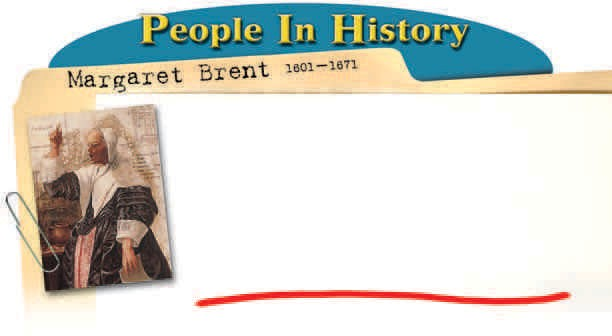 People In History
Margaret Brent 1601–1671